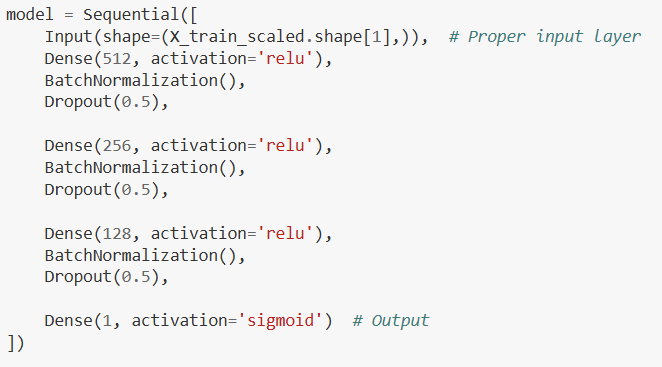 model = Sequential([
    Input(shape=(X_train_scaled.shape[1],)),  # Proper input layer
    Dense(512, activation='relu'),
    BatchNormalization(),
    Dropout(0.5),

    Dense(256, activation='relu'),
    BatchNormalization(),
    Dropout(0.5),

    Dense(128, activation='relu'),
    BatchNormalization(),
    Dropout(0.5),

    Dense(1, activation='sigmoid')  # Output
])